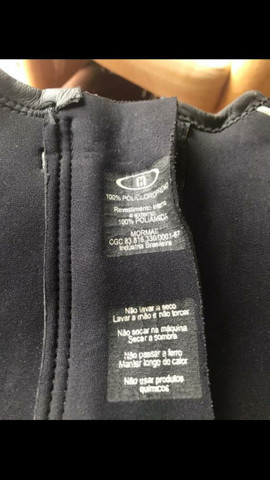 M
100% POLICLOROPRENO
Revestimento interno
e externo
100% POLIAMIDA
MORMAII
CGC 83.816.330/0001-87
Indústria Brasileira
Não lavar a seco
Lavar a mão e não torcer
Não secar na máquina
Secar a sombra
Não passar a ferro
Manter longe do calor
Não usar produtos
químicos